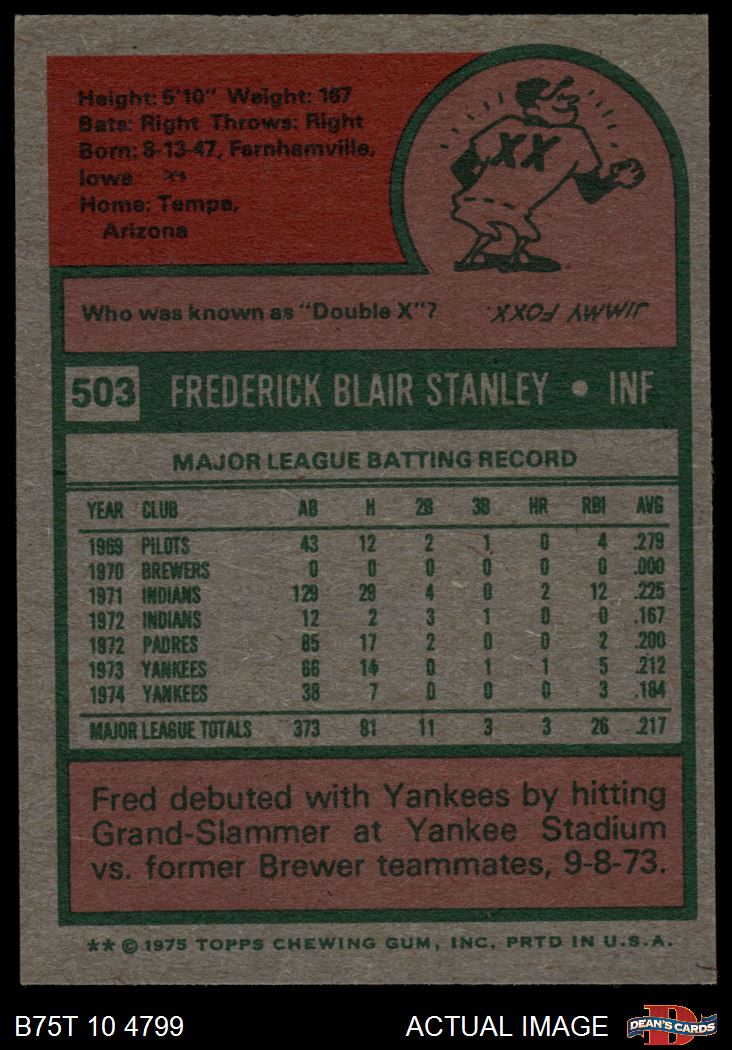 Height: 5'10" Weight: 167
Bats: Right Throws: Right
Born: 8-13-47, Farnhamville,
Iowa
Home: Tempe,
Arizona
XX
Who was known as "Double X"? JIMMY FOXX
503 FREDERICK BLAIR STANLEY • INF
MAJOR LEAGUE BATTING RECORD
YEAR CLUB AB H 2B 3B HR RBI AVG
1969 PILOTS 43 12 2 1 0 4 .279
1970 BREWERS 0 0 0 0 0 0 .000
1971 INDIANS 129 29 4 0 2 12 .225
1972 INDIANS 12 2 3 1 0 0 .167
1972 PADRES 85 17 2 0 0 2 .200
1973 YANKEES 66 14 0 1 1 5 .212
1974 YANKEES 38 7 0 0 0 3 .184
MAJOR LEAGUE TOTALS 373 81 11 3 3 26 .217
Fred debuted with Yankees by hitting
Grand-Slammer at Yankee Stadium
vs. former Brewer teammates, 9-8-73.
** © 1975 TOPPS CHEWING GUM, INC. PRTD IN U.S.A.
B75T 10 4799 ACTUAL IMAGE DEAN'S CARDS